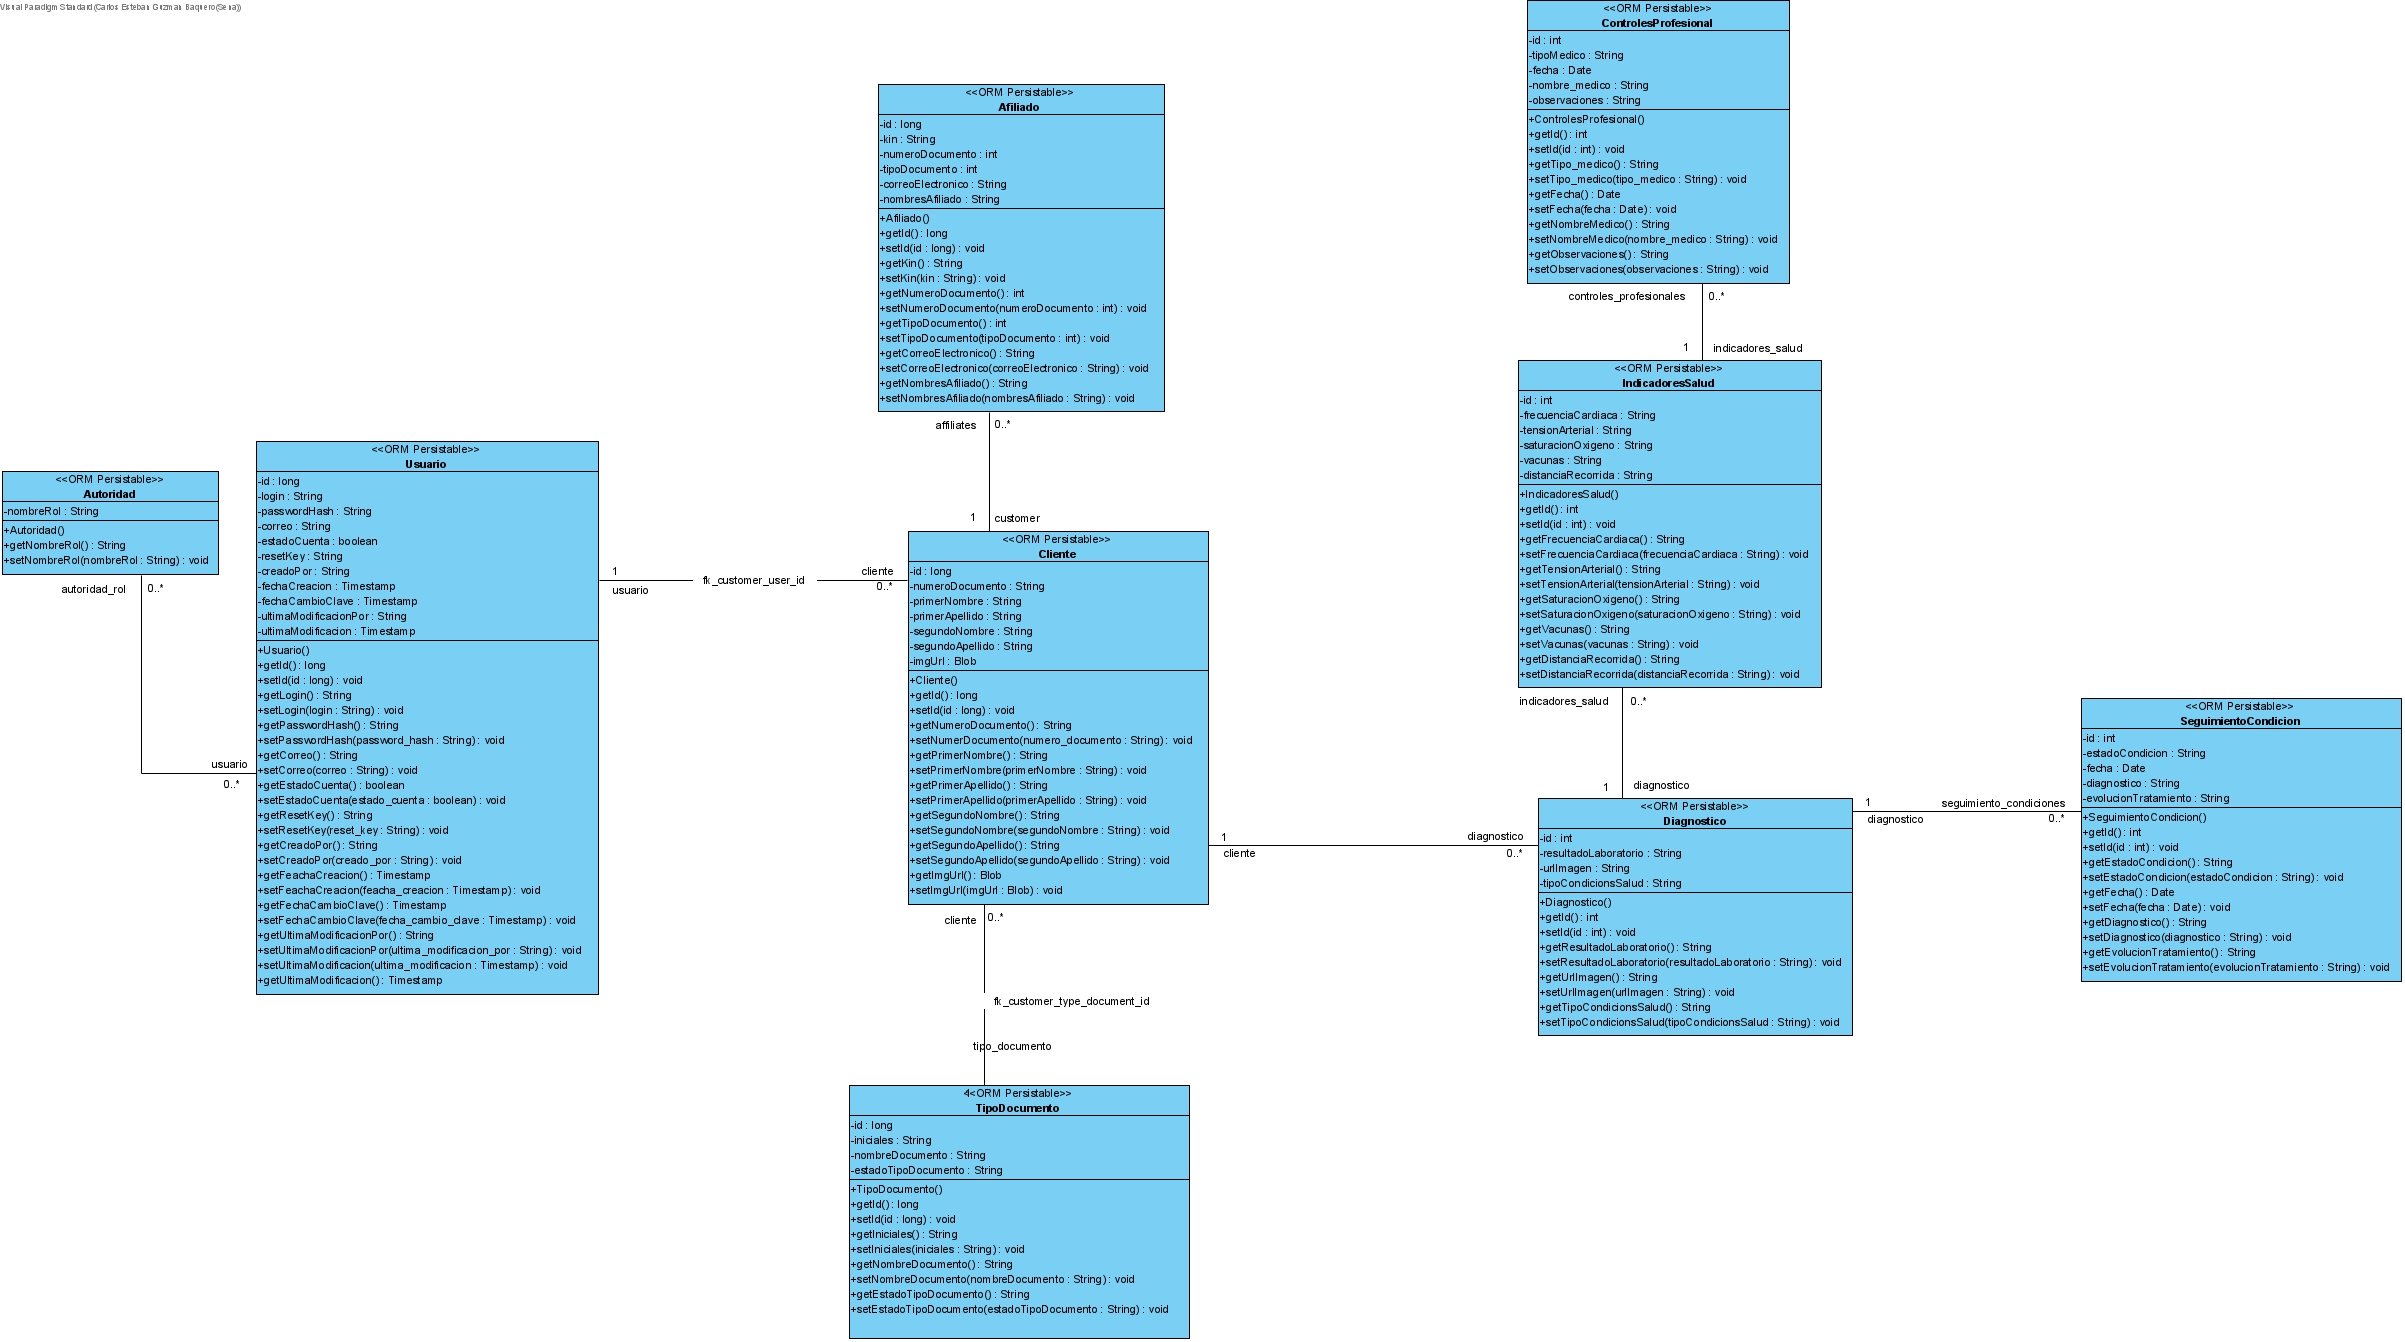 Visual Paradigm Standard(Carlos Esteban Guzman Baquero(Sena))
<<ORM Persistable>>
ControlesProfesional
-id : int
-tipoMedico : String
-fecha : Date
-nombre_medico : String
-observaciones : String
+ControlesProfesional()
+getId() : int
+setId(id : int) : void
+getTipo_medico() : String
+setTipo_medico(tipo_medico : String) : void
+getFecha() : Date
+setFecha(fecha : Date) : void
+getNombreMedico() : String
+setNombreMedico(nombre_medico : String) : void
+getObservaciones() : String
+setObservaciones(observaciones : String) : void
controles_profesionales 0..*
1 indicadores_salud
<<ORM Persistable>>
Afiliado
-id : long
-kin : String
-numeroDocumento : int
-tipoDocumento : int
-correoElectronico : String
-nombresAfiliado : String
+Afiliado()
+getId() : long
+setId(id : long) : void
+getKin() : String
+setKin(kin : String) : void
+getNumeroDocumento() : int
+setNumeroDocumento(numeroDocumento : int) : void
+getTipoDocumento() : int
+setTipoDocumento(tipoDocumento : int) : void
+getCorreoElectronico() : String
+setCorreoElectronico(correoElectronico : String) : void
+getNombresAfiliado() : String
+setNombresAfiliado(nombresAfiliado : String) : void
affiliates 0..*
1 customer
<<ORM Persistable>>
IndicadoresSalud
-id : int
-frecuenciaCardiaca : String
-tensionArterial : String
-saturacionOxigeno : String
-vacunas : String
-distanciaRecorrida : String
+IndicadoresSalud()
+getId() : int
+setId(id : int) : void
+getFrecuenciaCardiaca() : String
+setFrecuenciaCardiaca(frecuenciaCardiaca : String) : void
+getTensionArterial() : String
+setTensionArterial(tensionArterial : String) : void
+getSaturacionOxigeno() : String
+setSaturacionOxigeno(saturacionOxigeno : String) : void
+getVacunas() : String
+setVacunas(vacunas : String) : void
+getDistanciaRecorrida() : String
+setDistanciaRecorrida(distanciaRecorrida : String) : void
indicadores_salud 0..*
1 diagnostico
<<ORM Persistable>>
Autoridad
-nombreRol : String
+Autoridad()
+getNombreRol() : String
+setNombreRol(nombreRol : String) : void
autoridad_rol 0..*
usuario
0..*
<<ORM Persistable>>
Usuario
-id : long
-login : String
-passwordHash : String
-correo : String
-estadoCuenta : boolean
-resetKey : String
-creadoPor : String
-fechaCreacion : Timestamp
-fechaCambioClave : Timestamp
-ultimaModificacionPor : String
-ultimaModificacion : Timestamp
+Usuario()
+getId() : long
+setId(id : long) : void
+getLogin() : String
+setLogin(login : String) : void
+getPasswordHash() : String
+setPasswordHash(password_hash : String) : void
+getCorreo() : String
+setCorreo(correo : String) : void
+getEstadoCuenta() : boolean
+setEstadoCuenta(estado_cuenta : boolean) : void
+getResetKey() : String
+setResetKey(reset_key : String) : void
+getCreadoPor() : String
+setCreadoPor(creado_por : String) : void
+getFeachaCreacion() : Timestamp
+setFeachaCreacion(feacha_creacion : Timestamp) : void
+getFechaCambioClave() : Timestamp
+setFechaCambioClave(fecha_cambio_clave : Timestamp) : void
+getUltimaModificacionPor() : String
+setUltimaModificacionPor(ultima_modificacion_por : String) : void
+setUltimaModificacion(ultima_modificacion : Timestamp) : void
+getUltimaModificacion() : Timestamp
1 fk_customer_user_id cliente
usuario 0..*
<<ORM Persistable>>
Cliente
-id : long
-numeroDocumento : String
-primerNombre : String
-primerApellido : String
-segundoNombre : String
-segundoApellido : String
-imgUrl : Blob
+Cliente()
+getId() : long
+setId(id : long) : void
+getNumeroDocumento() : String
+setNumerDocumento(numero_documento : String) : void
+getPrimerNombre() : String
+setPrimerNombre(primerNombre : String) : void
+getPrimerApellido() : String
+setPrimerApellido(primerApellido : String) : void
+getSegundoNombre() : String
+setSegundoNombre(segundoNombre : String) : void
+getSegundoApellido() : String
+setSegundoApellido(segundoApellido : String) : void
+getImgUrl() : Blob
+setImgUrl(imgUrl : Blob) : void
1 diagnostico
cliente 0..*
<<ORM Persistable>>
Diagnostico
-id : int
-resultadoLaboratorio : String
-urlImagen : String
-tipoCondicionsSalud : String
+Diagnostico()
+getId() : int
+setId(id : int) : void
+getResultadoLaboratorio() : String
+setResultadoLaboratorio(resultadoLaboratorio : String) : void
+getUrlImagen() : String
+setUrlImagen(urlImagen : String) : void
+getTipoCondicionsSalud() : String
+setTipoCondicionsSalud(tipoCondicionsSalud : String) : void
1 seguimiento_condiciones
diagnostico 0..*
<<ORM Persistable>>
SeguimientoCondicion
-id : int
-estadoCondicion : String
-fecha : Date
-diagnostico : String
-evolucionTratamiento : String
+SeguimientoCondicion()
+getId() : int
+setId(id : int) : void
+getEstadoCondicion() : String
+setEstadoCondicion(estadoCondicion : String) : void
+getFecha() : Date
+setFecha(fecha : Date) : void
+getDiagnostico() : String
+setDiagnostico(diagnostico : String) : void
+getEvolucionTratamiento() : String
+setEvolucionTratamiento(evolucionTratamiento : String) : void
cliente 0..*
fk_customer_type_document_id
tipo_documento
<<ORM Persistable>>
TipoDocumento
-id : long
-iniciales : String
-nombreDocumento : String
-estadoTipoDocumento : String
+TipoDocumento()
+getId() : long
+setId(id : long) : void
+getIniciales() : String
+setIniciales(iniciales : String) : void
+getNombreDocumento() : String
+setNombreDocumento(nombreDocumento : String) : void
+getEstadoTipoDocumento() : String
+setEstadoTipoDocumento(estadoTipoDocumento : String) : void